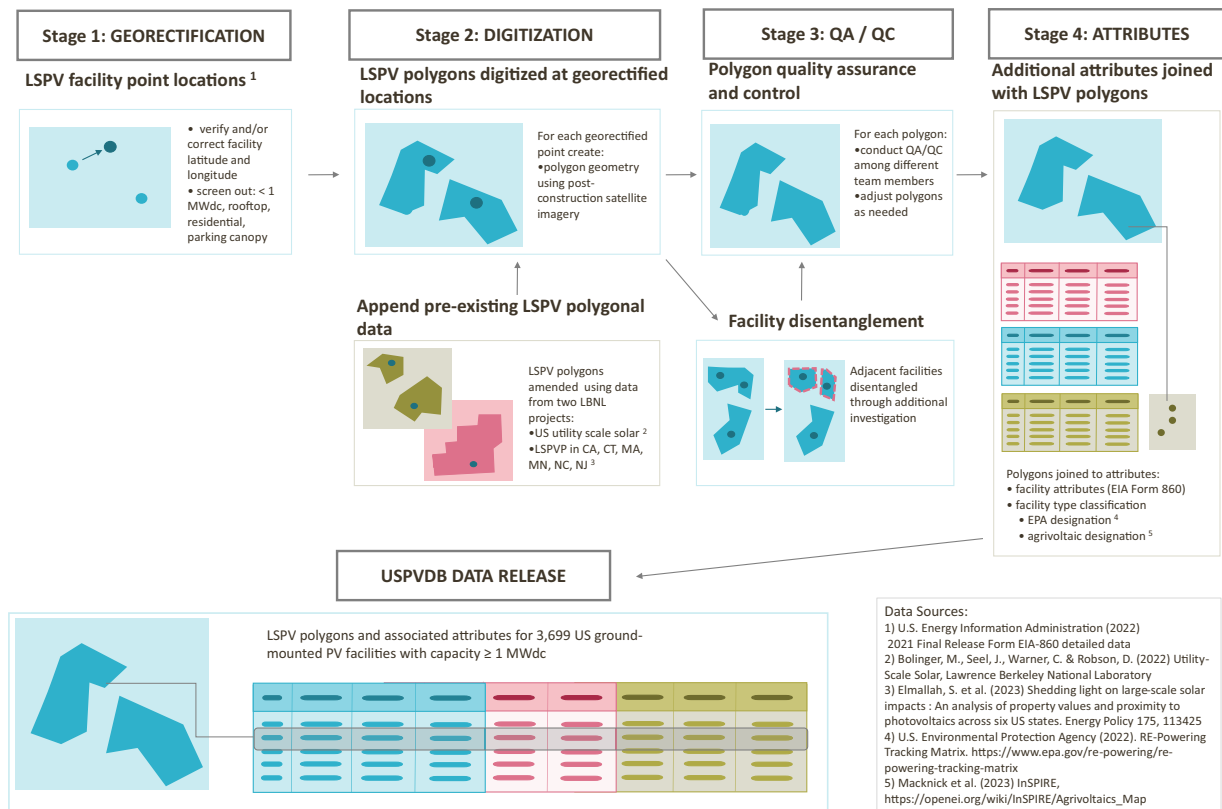 Stage 1: GEORECTIFICATION
LSPV facility point locations 1
• verify and/or
correct facility
latitude and
longitude
• screen out: < 1
MWdc, rooftop,
residential,
parking canopy
Stage 2: DIGITIZATION
LSPV polygons digitized at georectified
locations
For each georectified
point create:
•polygon geometry
using post-
construction satellite
imagery
Append pre-existing LSPV polygonal
data
LSPV polygons
amended using data
from two LBNL
projects:
•US utility scale solar 2
•LSPVP in CA, CT, MA,
MN, NC, NJ 3
Stage 3: QA / QC
Polygon quality assurance
and control
For each polygon:
•conduct QA/QC
among different
team members
•adjust polygons
as needed
Facility disentanglement
Adjacent facilities
disentangled
through additional
investigation
Stage 4: ATTRIBUTES
Additional attributes joined
with LSPV polygons
Polygons joined to attributes:
• facility attributes (EIA Form 860)
• facility type classification
• EPA designation 4
• agrivoltaic designation 5
USPVDB DATA RELEASE
LSPV polygons and associated attributes for 3,699 US ground-
mounted PV facilities with capacity ≥ 1 MWdc
Data Sources:
1) U.S. Energy Information Administration (2022)
2021 Final Release Form EIA-860 detailed data
2) Bolinger, M., Seel, J., Warner, C. & Robson, D. (2022) Utility-
Scale Solar, Lawrence Berkeley National Laboratory
3) Elmallah, S. et al. (2023) Shedding light on large-scale solar
impacts : An analysis of property values and proximity to
photovoltaics across six US states. Energy Policy 175, 113425
4) U.S. Environmental Protection Agency (2022). RE-Powering
Tracking Matrix. https://www.epa.gov/re-powering/re-
powering-tracking-matrix
5) Macknick et al. (2023) InSPIRE,
https://openei.org/wiki/InSPIRE/Agrivoltaics_Map